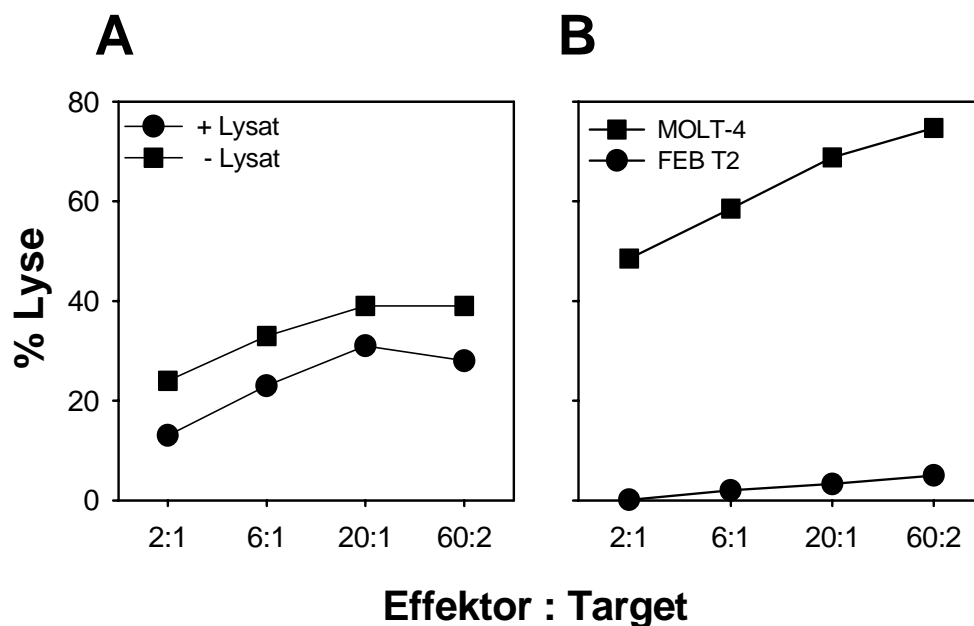 A
B
80
60
40
20
0
% Lyse
+ Lysat
- Lysat
MOLT-4
FEB T2
2:1 6:1 20:1 60:2
2:1 6:1 20:1 60:2
Effektor : Target